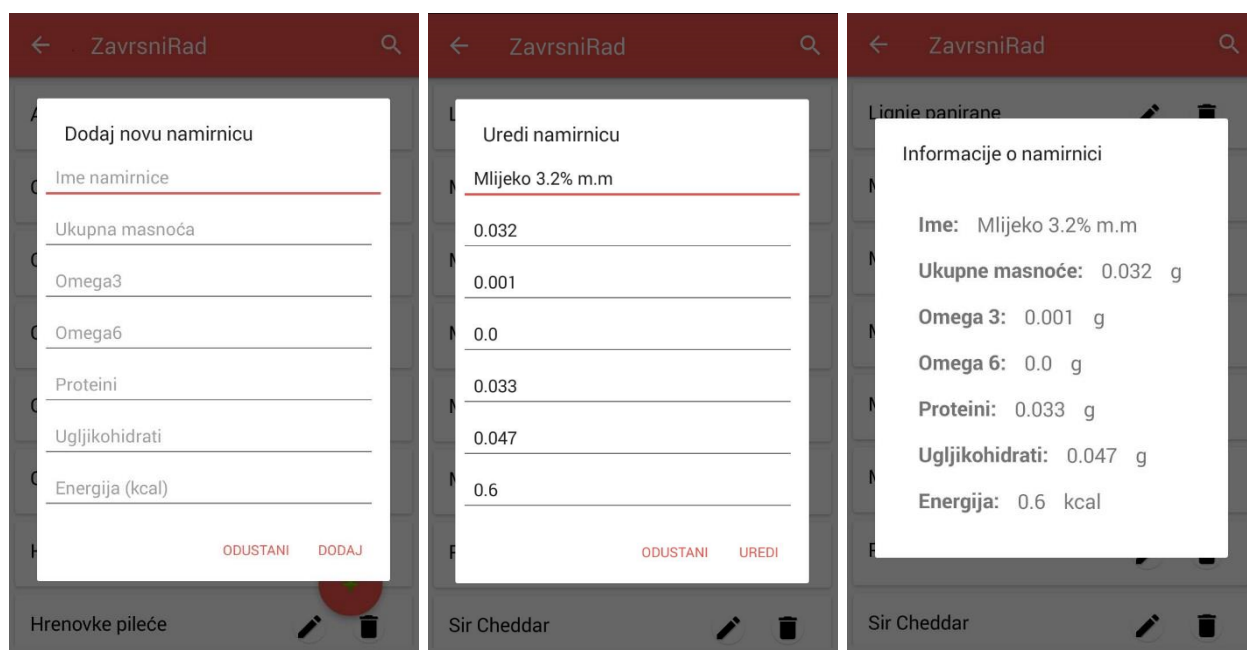 ZavrsniRad
Dodaj novu namirnicu
Ime namirnice
Ukupna masnoća
Omega3
Omega6
Proteini
Ugljikohidrati
Energija (kcal)
ODUSTANI DODAJ
Hrenovke pileće
ZavrsniRad
Uredi namirnicu
Mlijeko 3.2% m.m
0.032
0.001
0.0
0.033
0.047
0.6
ODUSTANI UREDI
Sir Cheddar
ZavrsniRad
Lignje panirane
Informacije o namirnici
Ime: Mlijeko 3.2% m.m
Ukupne masnoće: 0.032 g
Omega 3: 0.001 g
Omega 6: 0.0 g
Proteini: 0.033 g
Ugljikohidrati: 0.047 g
Energija: 0.6 kcal
Sir Cheddar